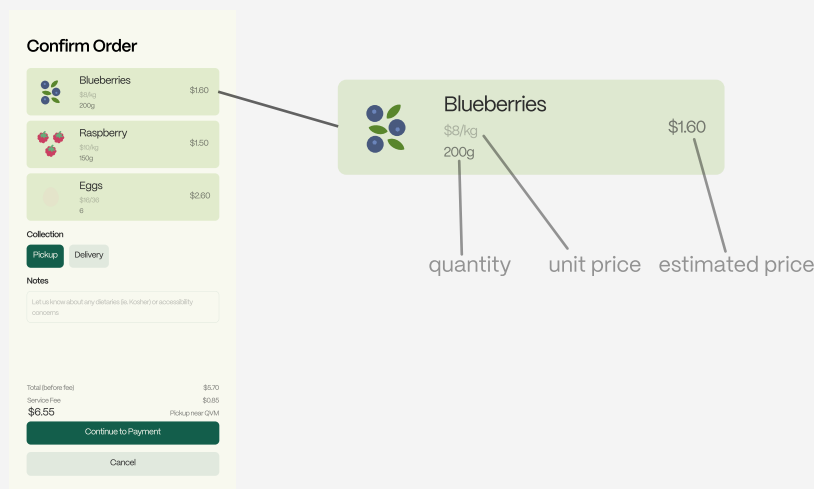 Confirm Order
Blueberries
$8/kg
200g
$1.60
Raspberry
$10/kg
150g
$1.50
Eggs
$16/36
6
$2.60
Collection
Pickup
Delivery
Notes
Let us know about any dietaries (ie. Kosher) or accessibility
concerns.
Total (before fee)
$5.70
Service Fee
$0.85
$6.55
Pickup near QVM
Continue to Payment
Cancel
Blueberries
$8/kg
200g
$1.60
quantity
unit price
estimated price